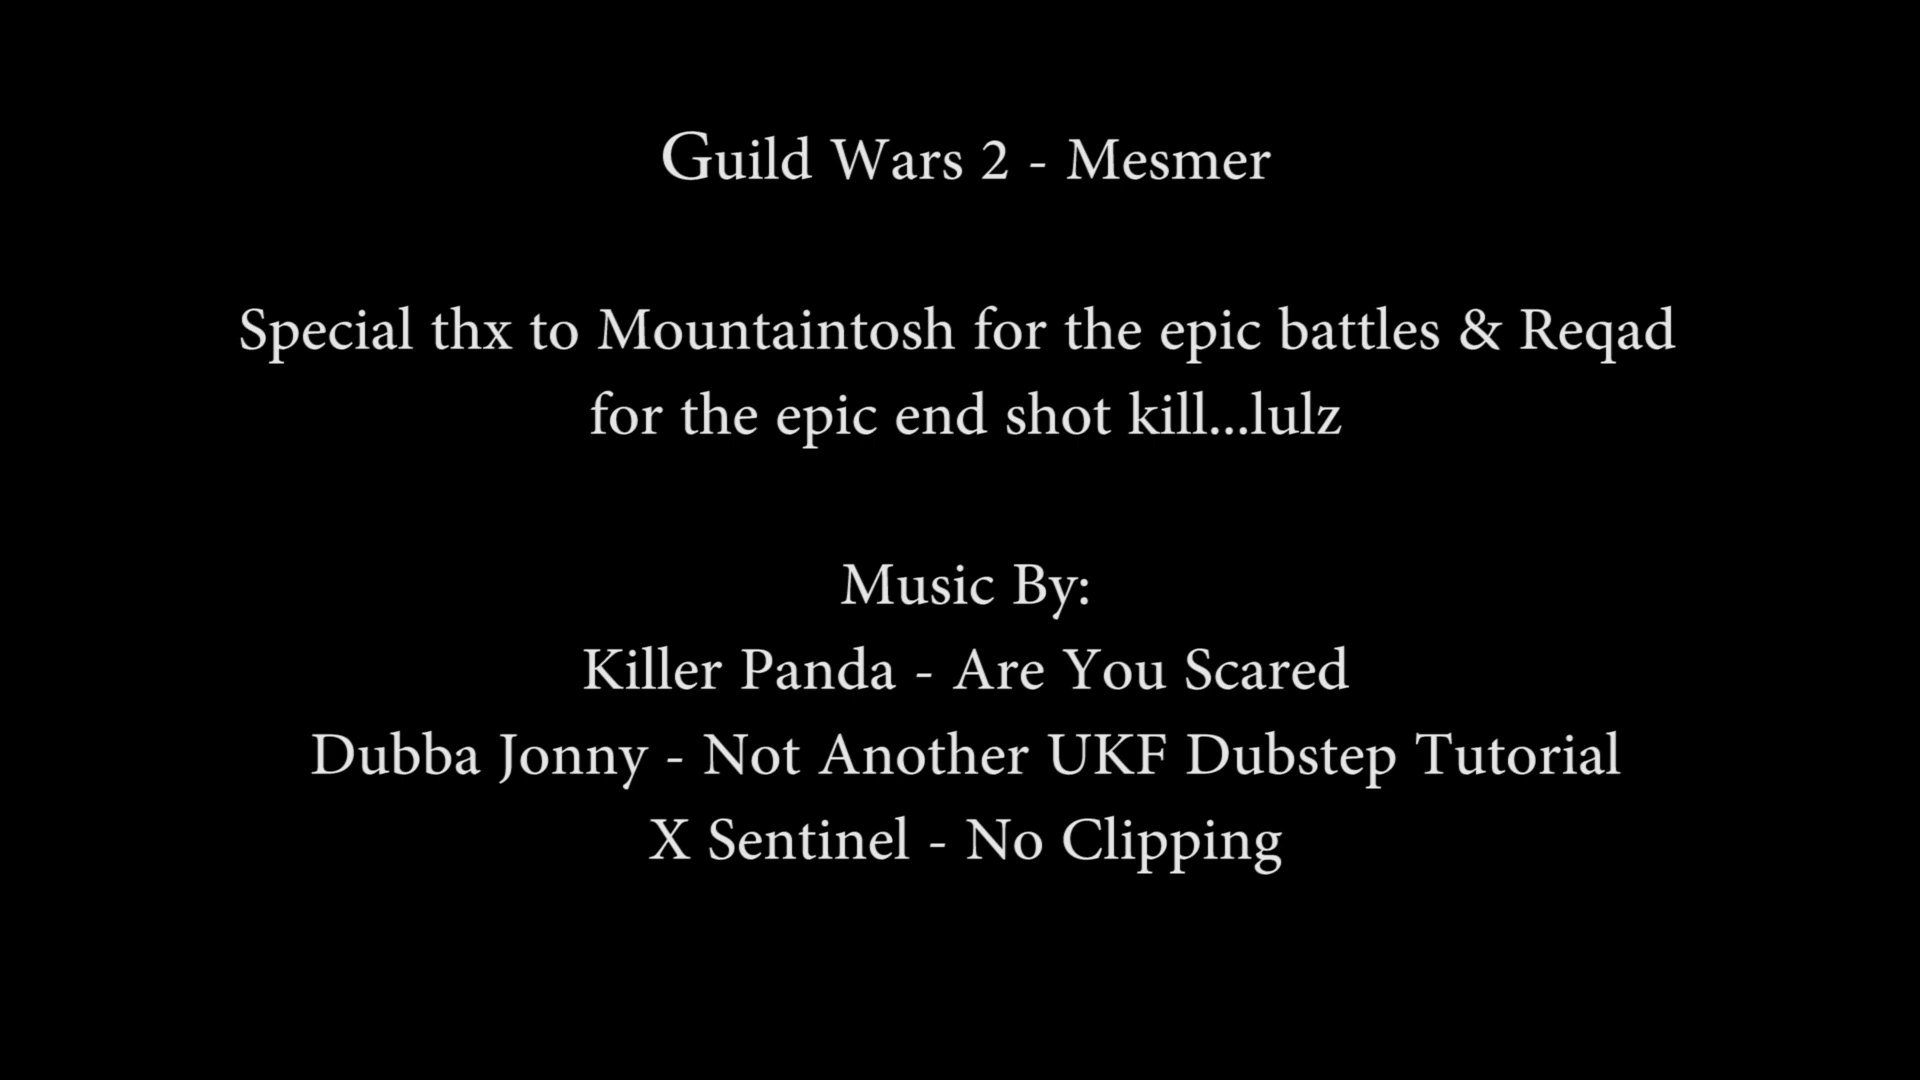 Guild Wars 2 - Mesmer
Special thx to Mountaintosh for the epic battles & Reqad
for the epic end shot kill...lulz
Music By:
Killer Panda - Are You Scared
Dubba Jonny - Not Another UKF Dubstep Tutorial
X Sentinel - No Clipping